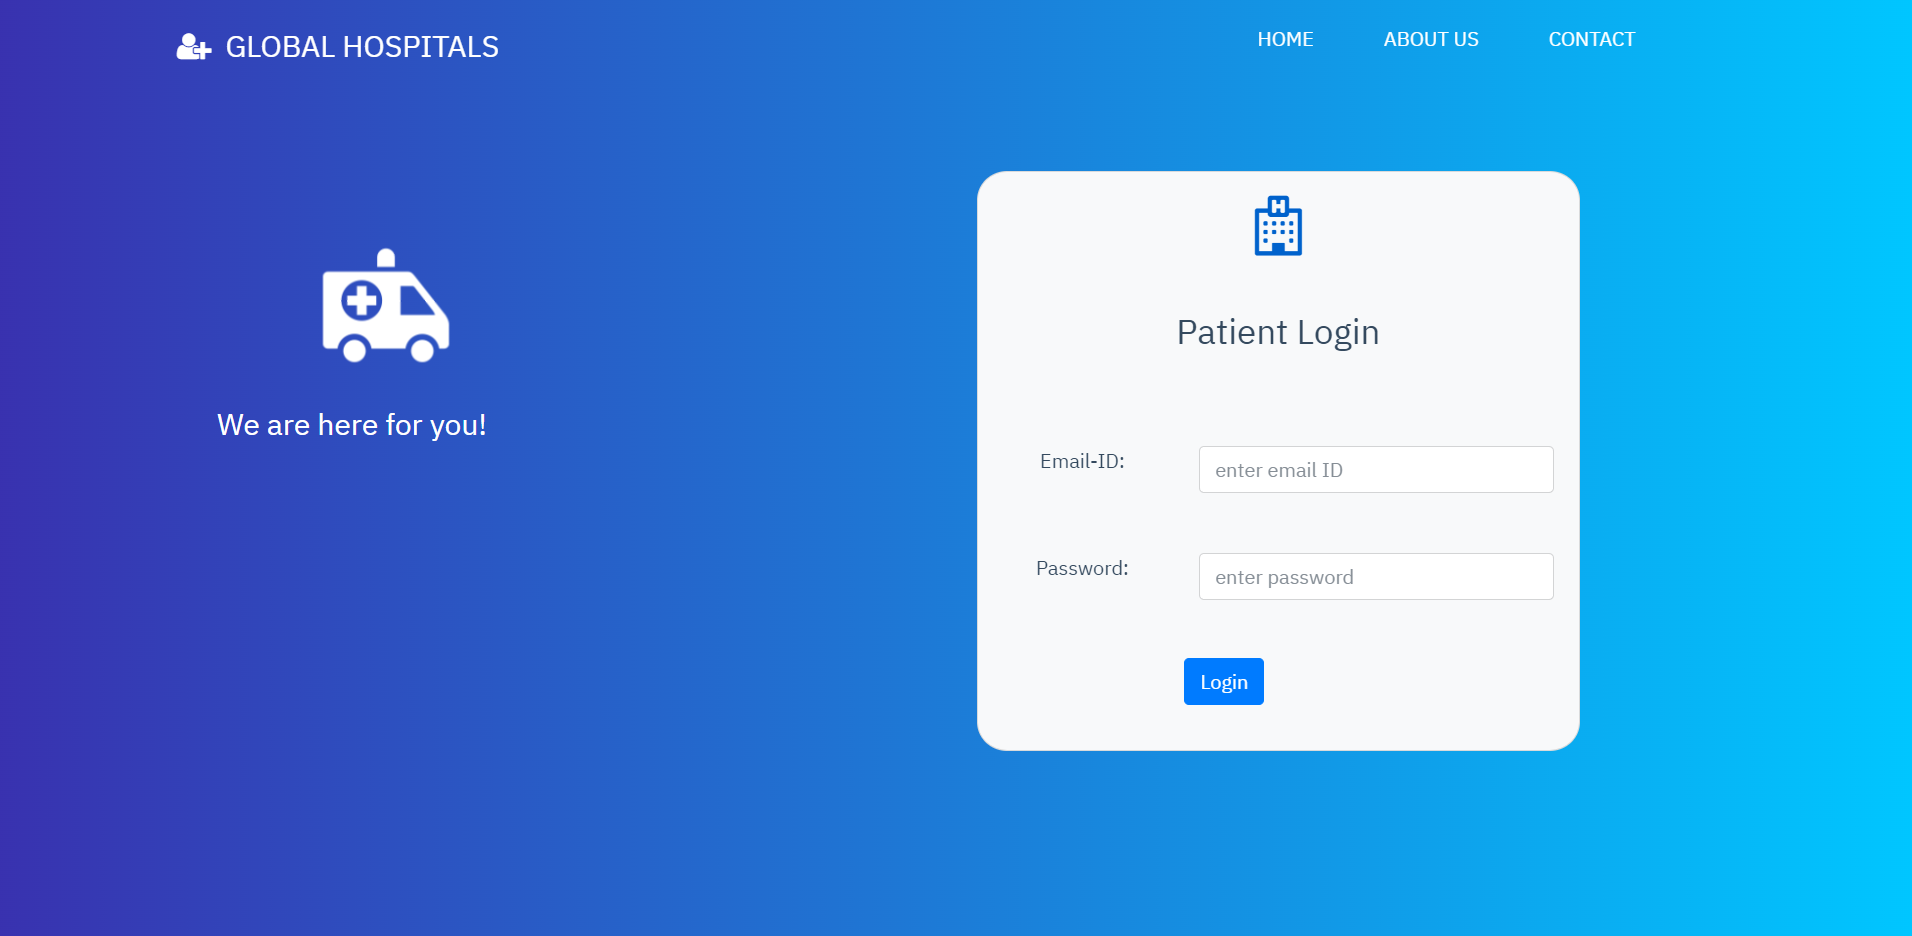 GLOBAL HOSPITALS
HOME
ABOUT US
CONTACT
We are here for you!
Patient Login
Email-ID:
enter email ID
Password:
enter password
Login